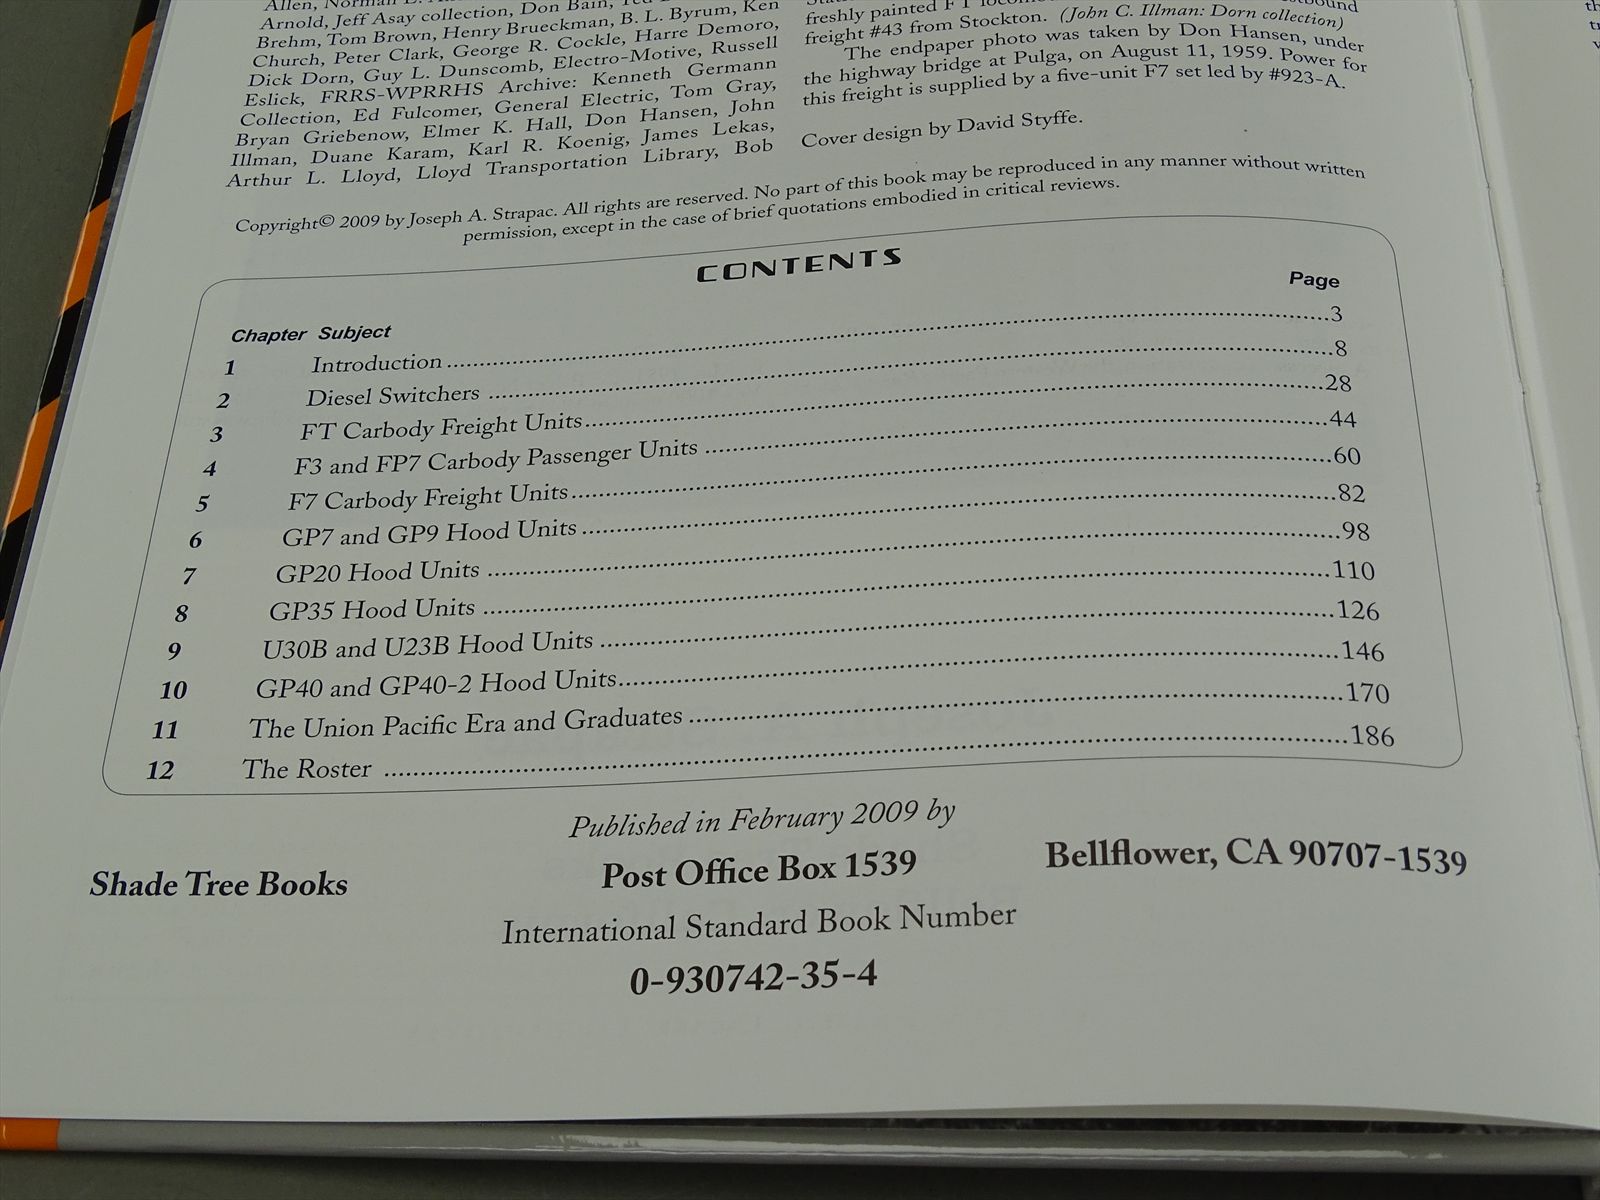 Allen, Norman
Arnold, Jeff Asay collection, Don Bain,
Brehm, Tom Brown, Henry Brueckman, B. L. Byrum, Ken
Church, Peter Clark, George R. Cockle, Harre Demoro,
Dick Dorn, Guy L. Dunscomb, Electro-Motive, Russell
Eslick, FRRS-WPRRHS Archive: Kenneth Germann
Collection, Ed Fulcomer, General Electric, Tom Gray,
Bryan Griebenow, Elmer K. Hall, Don Hansen, John
Illman, Duane Karam, Karl R. Koenig, James Lekas,
Arthur L. Lloyd, Lloyd Transportation Library, Bob
freshly painted FT
freight #43 from Stockton. (John C. Illman: Dorn collection)
The endpaper photo was taken by Don Hansen, under
the highway bridge at Pulga, on August 11, 1959. Power for
this freight is supplied by a five-unit F7 set led by #923-A.
Cover design by David Styffe.
Copyright© 2009 by Joseph A. Strapac. All rights are reserved. No part of this book may be reproduced in any manner without written
permission, except in the case of brief quotations embodied in critical reviews.
CONTENTS
Chapter Subject Page
1 Introduction 3
2 Diesel Switchers 8
3 FT Carbody Freight Units 28
4 F3 and FP7 Carbody Passenger Units 44
5 F7 Carbody Freight Units 60
6 GP7 and GP9 Hood Units 82
7 GP20 Hood Units 98
8 GP35 Hood Units 110
9 U30B and U23B Hood Units 126
10 GP40 and GP40-2 Hood Units 146
11 The Union Pacific Era and Graduates 170
12 The Roster 186
Published in February 2009 by
Shade Tree Books Post Office Box 1539 Bellflower, CA 90707-1539
International Standard Book Number
0-930742-35-4